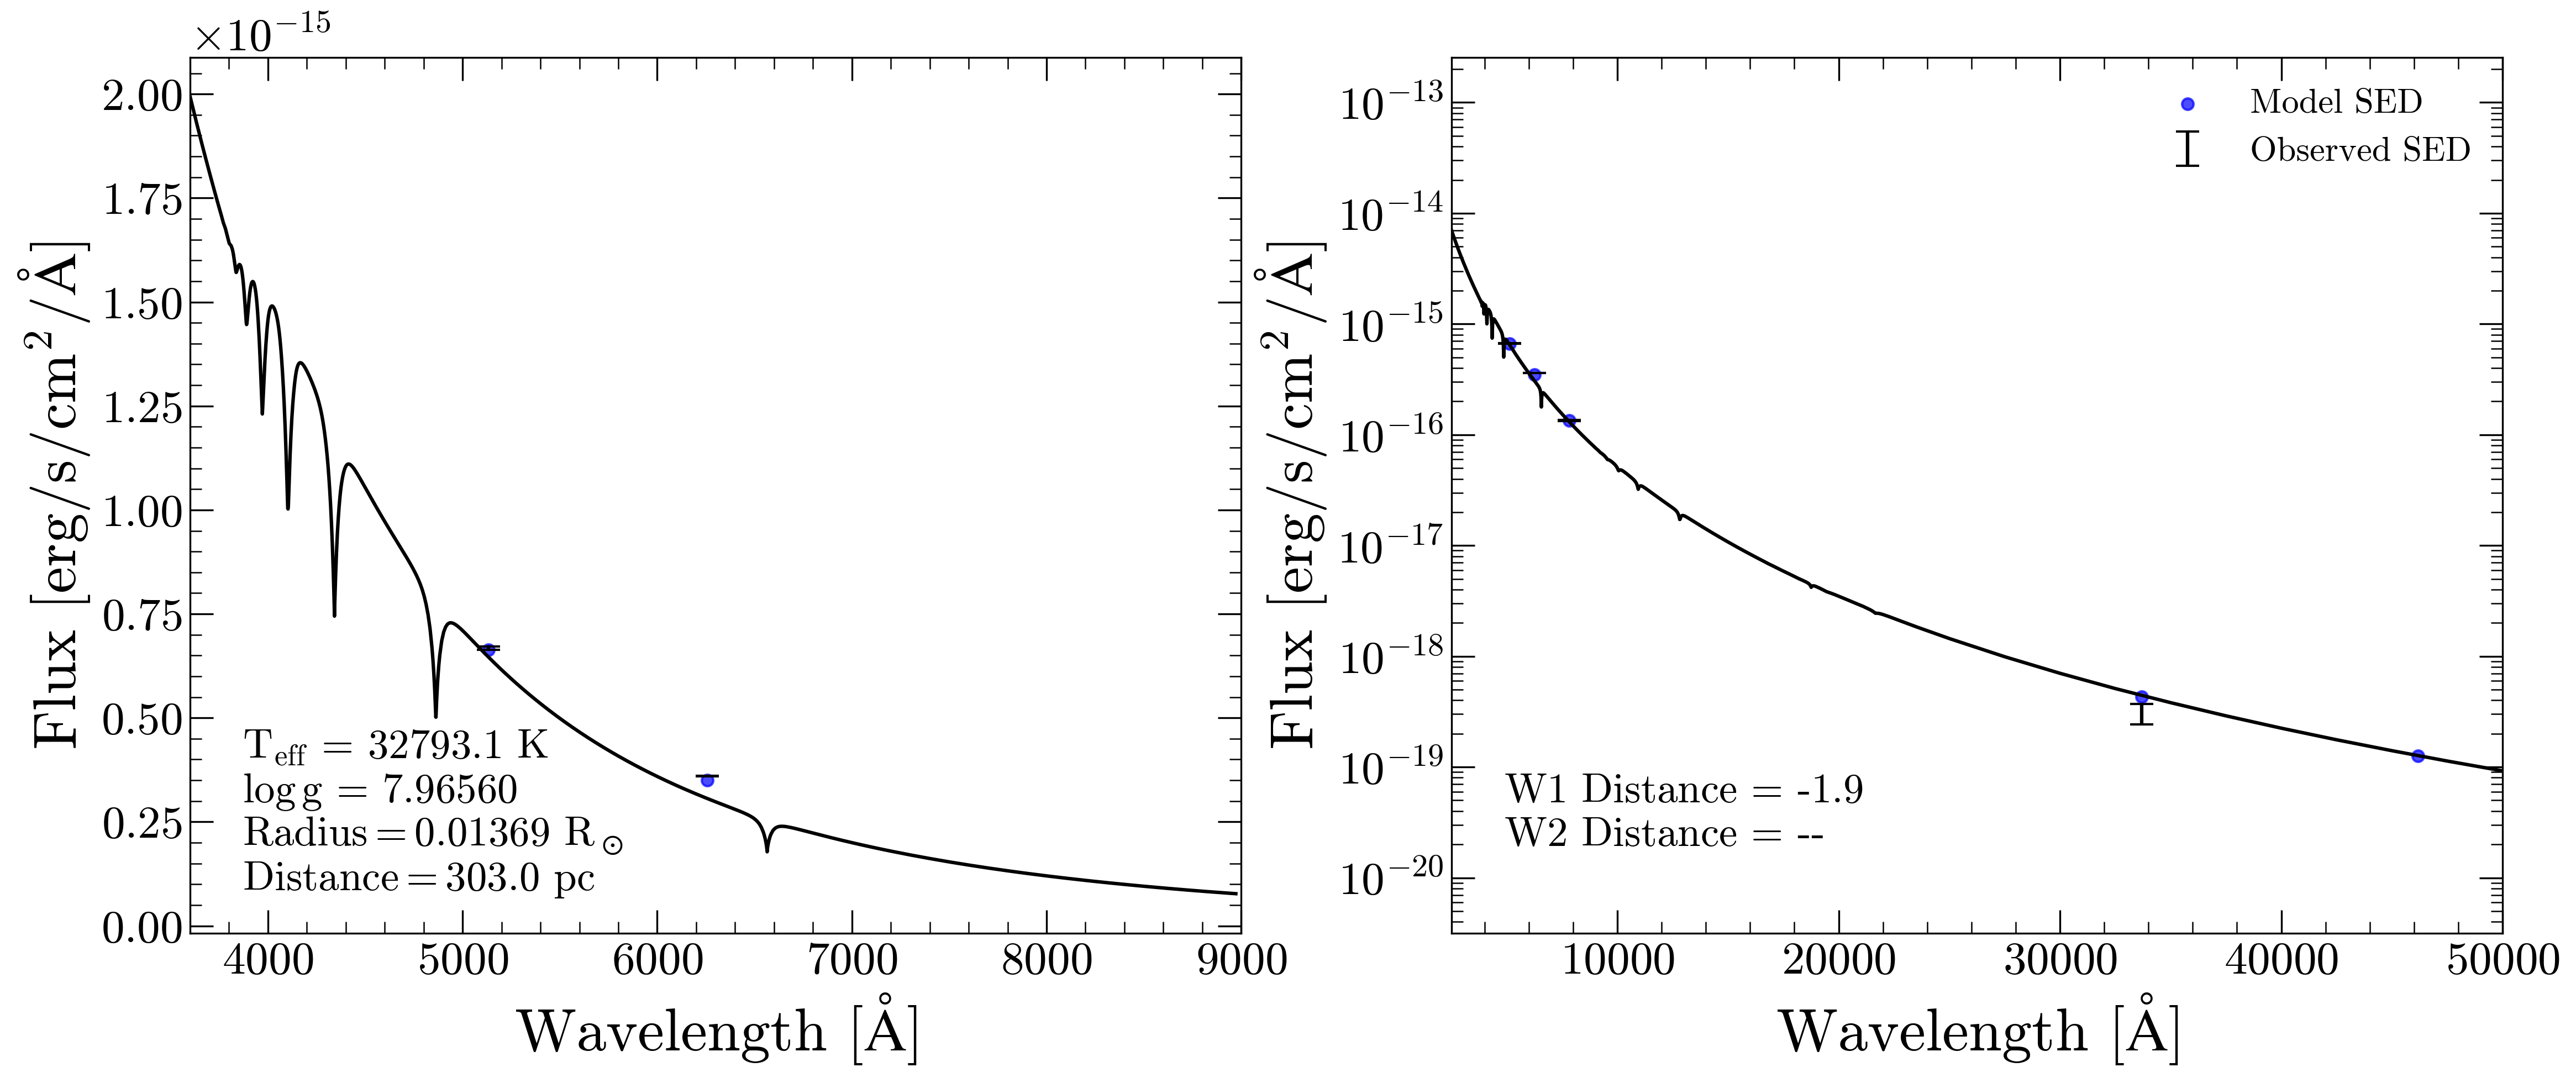 ×10⁻¹⁵
2.00
1.75
1.50
1.25
1.00
0.75
0.50
0.25
0.00
Flux [erg/s/cm²/Å]
T_eff = 32793.1 K
log g = 7.96560
Radius = 0.01369 R_⊙
Distance = 303.0 pc
4000 5000 6000 7000 8000 9000
Wavelength [Å]
10⁻¹³
10⁻¹⁴
10⁻¹⁵
10⁻¹⁶
10⁻¹⁷
10⁻¹⁸
10⁻¹⁹
10⁻²⁰
Flux [erg/s/cm²/Å]
Model SED
Observed SED
W1 Distance = -1.9
W2 Distance = --
10000 20000 30000 40000 50000
Wavelength [Å]